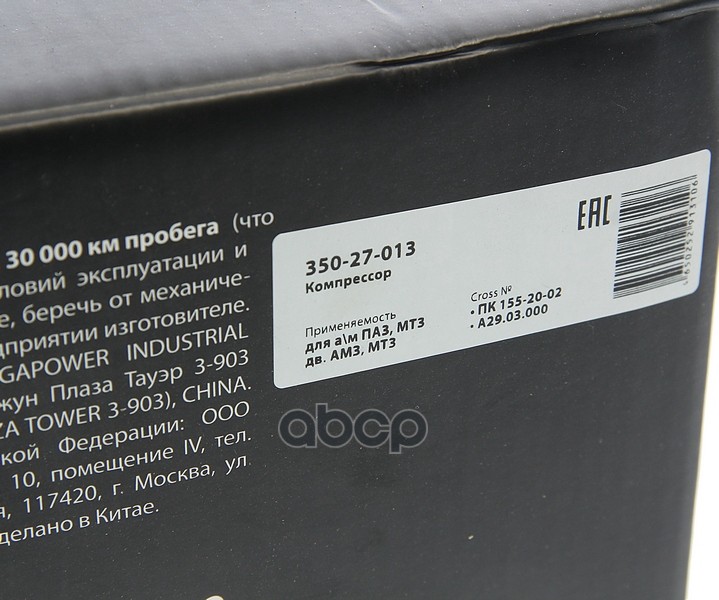 30 000 км пробега (что
ловий эксплуатации и
е, беречь от механиче-
дприятии изготовителе.
GAPOWER INDUSTRIAL
жун Плаза Тауэр 3-903
ZA TOWER 3-903), CHINA.
кой Федерации: ООО
10, помещение IV, тел.
я, 117420, г. Москва, ул.
делано в Китае.
350-27-013
Компрессор
Применяемость
для а\м ПАЗ, МТЗ
дв. АМЗ, МТЗ
Cross №
• ПК 155-20-02
• А29.03.000
EAC
4650252913106
abcp